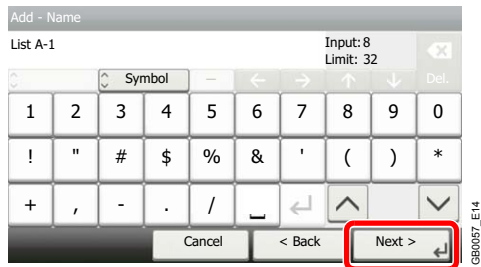 Add - Name
List A-1 Input: 8
Limit: 32
Symbol Del.
1 2 3 4 5 6 7 8 9 0
! " # $ % & ' ( ) *
+ , - . / _
Cancel < Back Next >
GB0057_E14